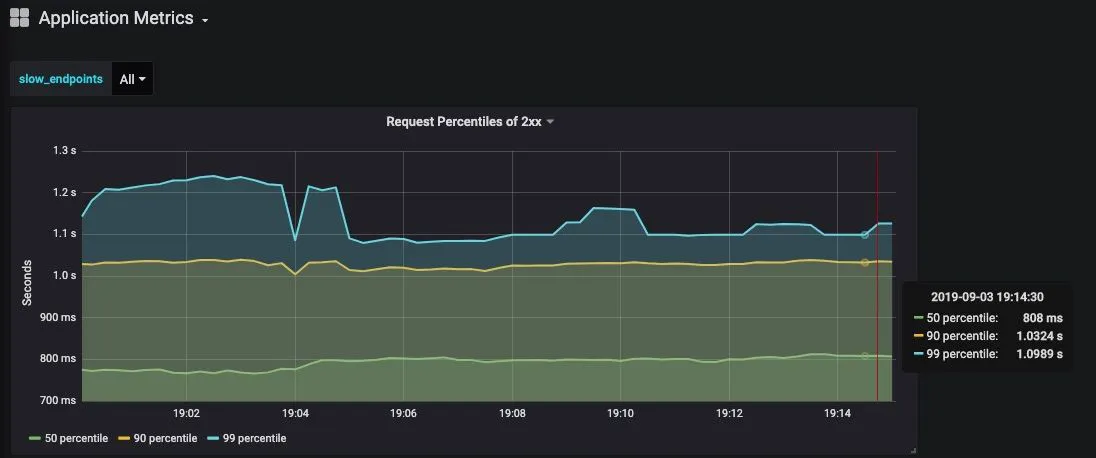 Application Metrics
slow_endpoints All
Request Percentiles of 2xx
1.3 s
1.2 s
1.1 s
1.0 s
900 ms
800 ms
700 ms
Seconds
19:02 19:04 19:06 19:08 19:10 19:12 19:14
50 percentile 90 percentile 99 percentile
2019-09-03 19:14:30
50 percentile: 808 ms
90 percentile: 1.0324 s
99 percentile: 1.0989 s